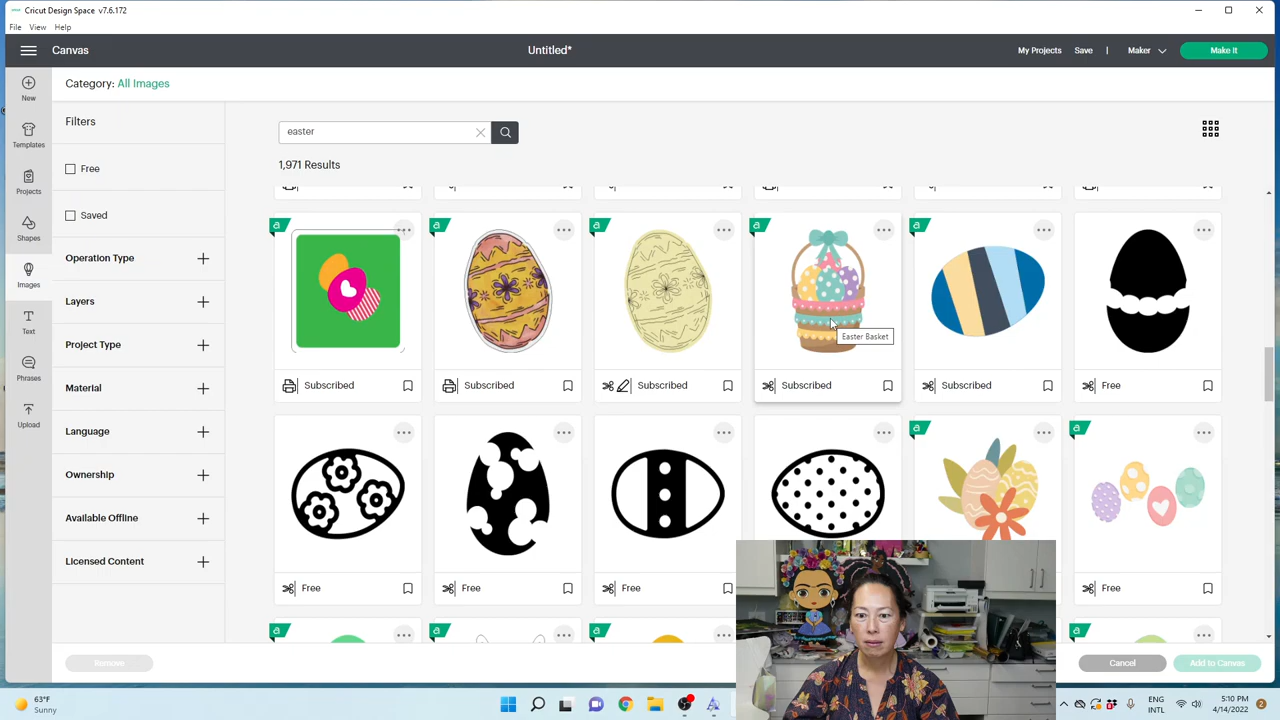 Cricut Design Space v7.6.172
File View Help
Canvas
Untitled*
My Projects Save | Maker Make It
New
Templates
Projects
Shapes
Images
Text
Phrases
Upload
Category: All Images
Filters
Free
Saved
Operation Type
Layers
Project Type
Material
Language
Ownership
Available Offline
Licensed Content
easter
1,971 Results
a a a a a
Easter Basket
Subscribed Subscribed Subscribed Subscribed Subscribed Free
a a
Free Free Free Free
a a a a
Remove
Cancel Add to Canvas
63°F
Sunny
ENG
INTL
5:10 PM
4/14/2022
2